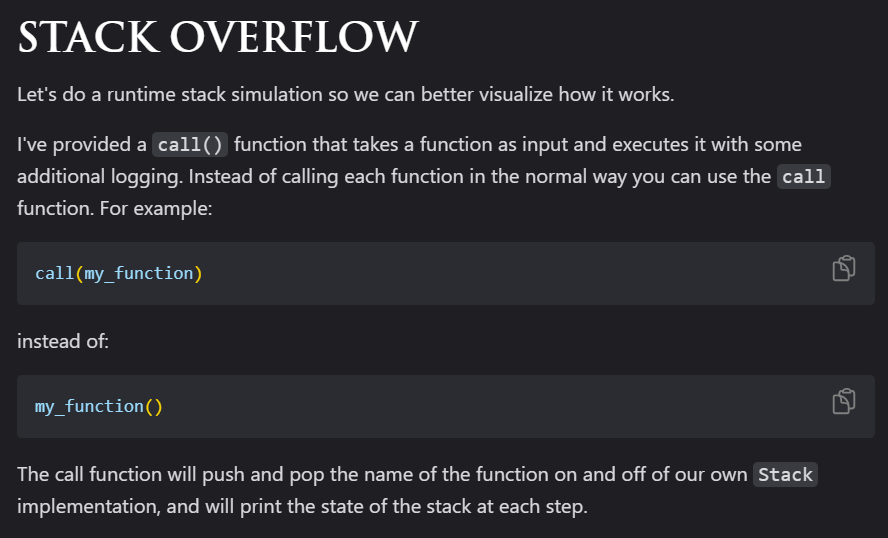 STACK OVERFLOW
Let's do a runtime stack simulation so we can better visualize how it works.
I've provided a call() function that takes a function as input and executes it with some
additional logging. Instead of calling each function in the normal way you can use the call
function. For example:
call(my_function)
instead of:
my_function()
The call function will push and pop the name of the function on and off of our own Stack
implementation, and will print the state of the stack at each step.